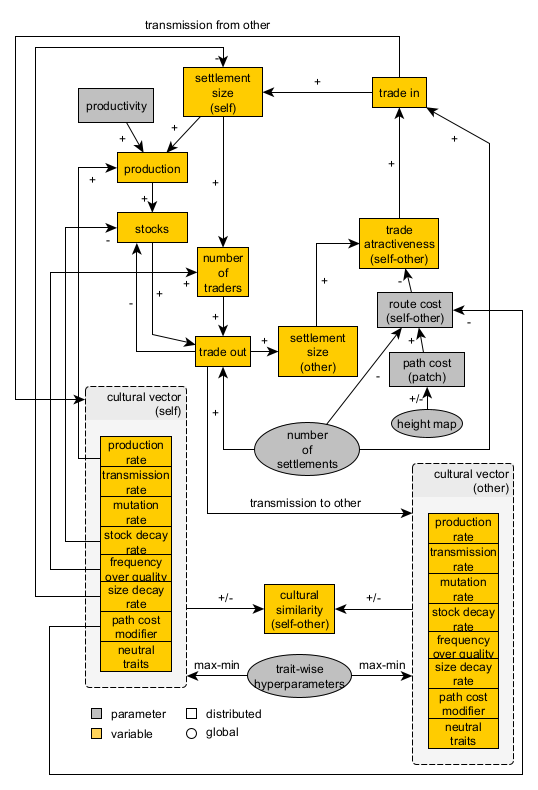 transmission from other
settlement
size
(self)
-
+
trade in
productivity
+
+
+
production
+
+
+
+
stocks
-
trade
atractiveness
(self-other)
number
of
traders
+
-
+
+
-
route cost
(self-other)
-
+
trade out
+
settlement
size
(other)
+
path cost
(patch)
-
+/-
cultural vector
(self)
+
height map
number
of
settlements
production
rate
transmission
rate
mutation
rate
stock decay
rate
frequency
over quality
size decay
rate
path cost
modifier
neutral
traits
cultural vector
(other)
transmission to other
production
rate
transmission
rate
mutation
rate
stock decay
rate
frequency
over quality
size decay
rate
path cost
modifier
neutral
traits
+/-
cultural
similarity
(self-other)
+/-
max-min
trait-wise
hyperparameters
max-min
parameter
distributed
variable
global